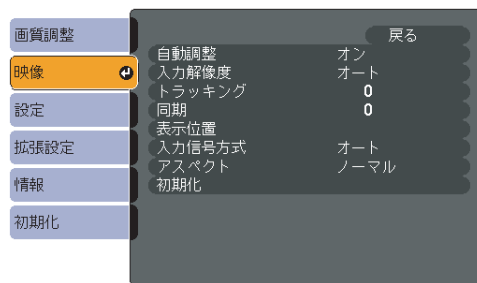 画質調整
映像
設定
拡張設定
情報
初期化
戻る
自動調整 オン
入力解像度 オート
トラッキング 0
同期 0
表示位置
入力信号方式 オート
アスペクト ノーマル
初期化